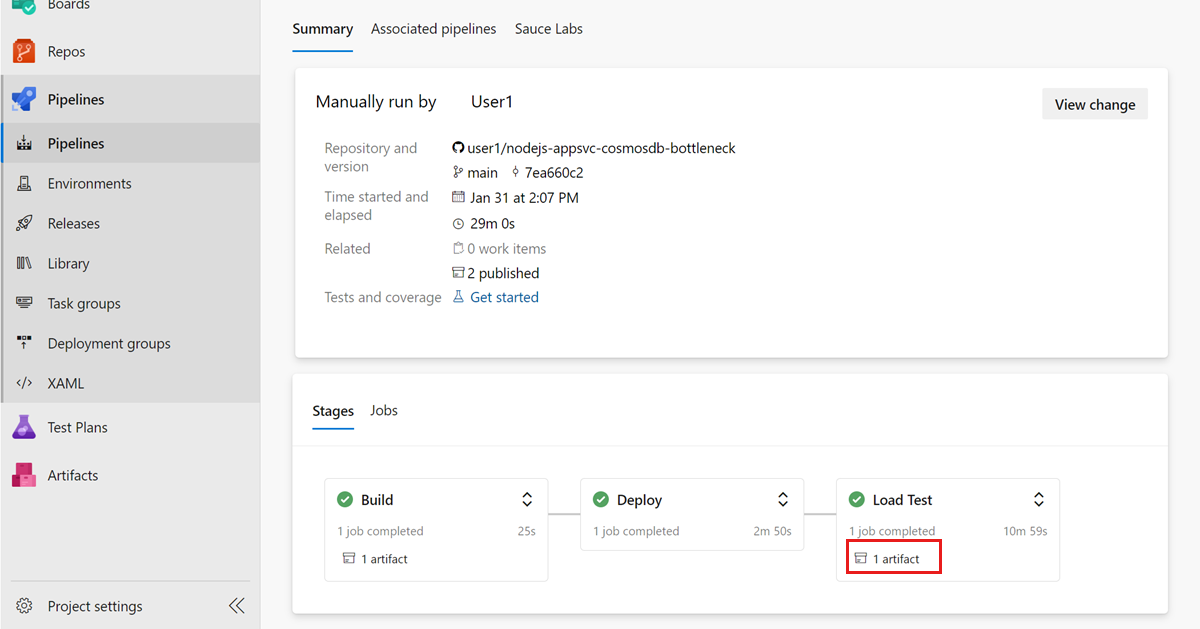 Boards
Repos
Pipelines
Pipelines
Environments
Releases
Library
Task groups
Deployment groups
XAML
Test Plans
Artifacts
Project settings
Summary Associated pipelines Sauce Labs
Manually run by User1
View change
Repository and version
user1/nodejs-appsvc-cosmosdb-bottleneck
main 7ea660c2
Time started and elapsed
Jan 31 at 2:07 PM
29m 0s
Related
0 work items
2 published
Tests and coverage
Get started
Stages Jobs
Build
1 job completed 25s
1 artifact
Deploy
1 job completed 2m 50s
Load Test
1 job completed 10m 59s
1 artifact